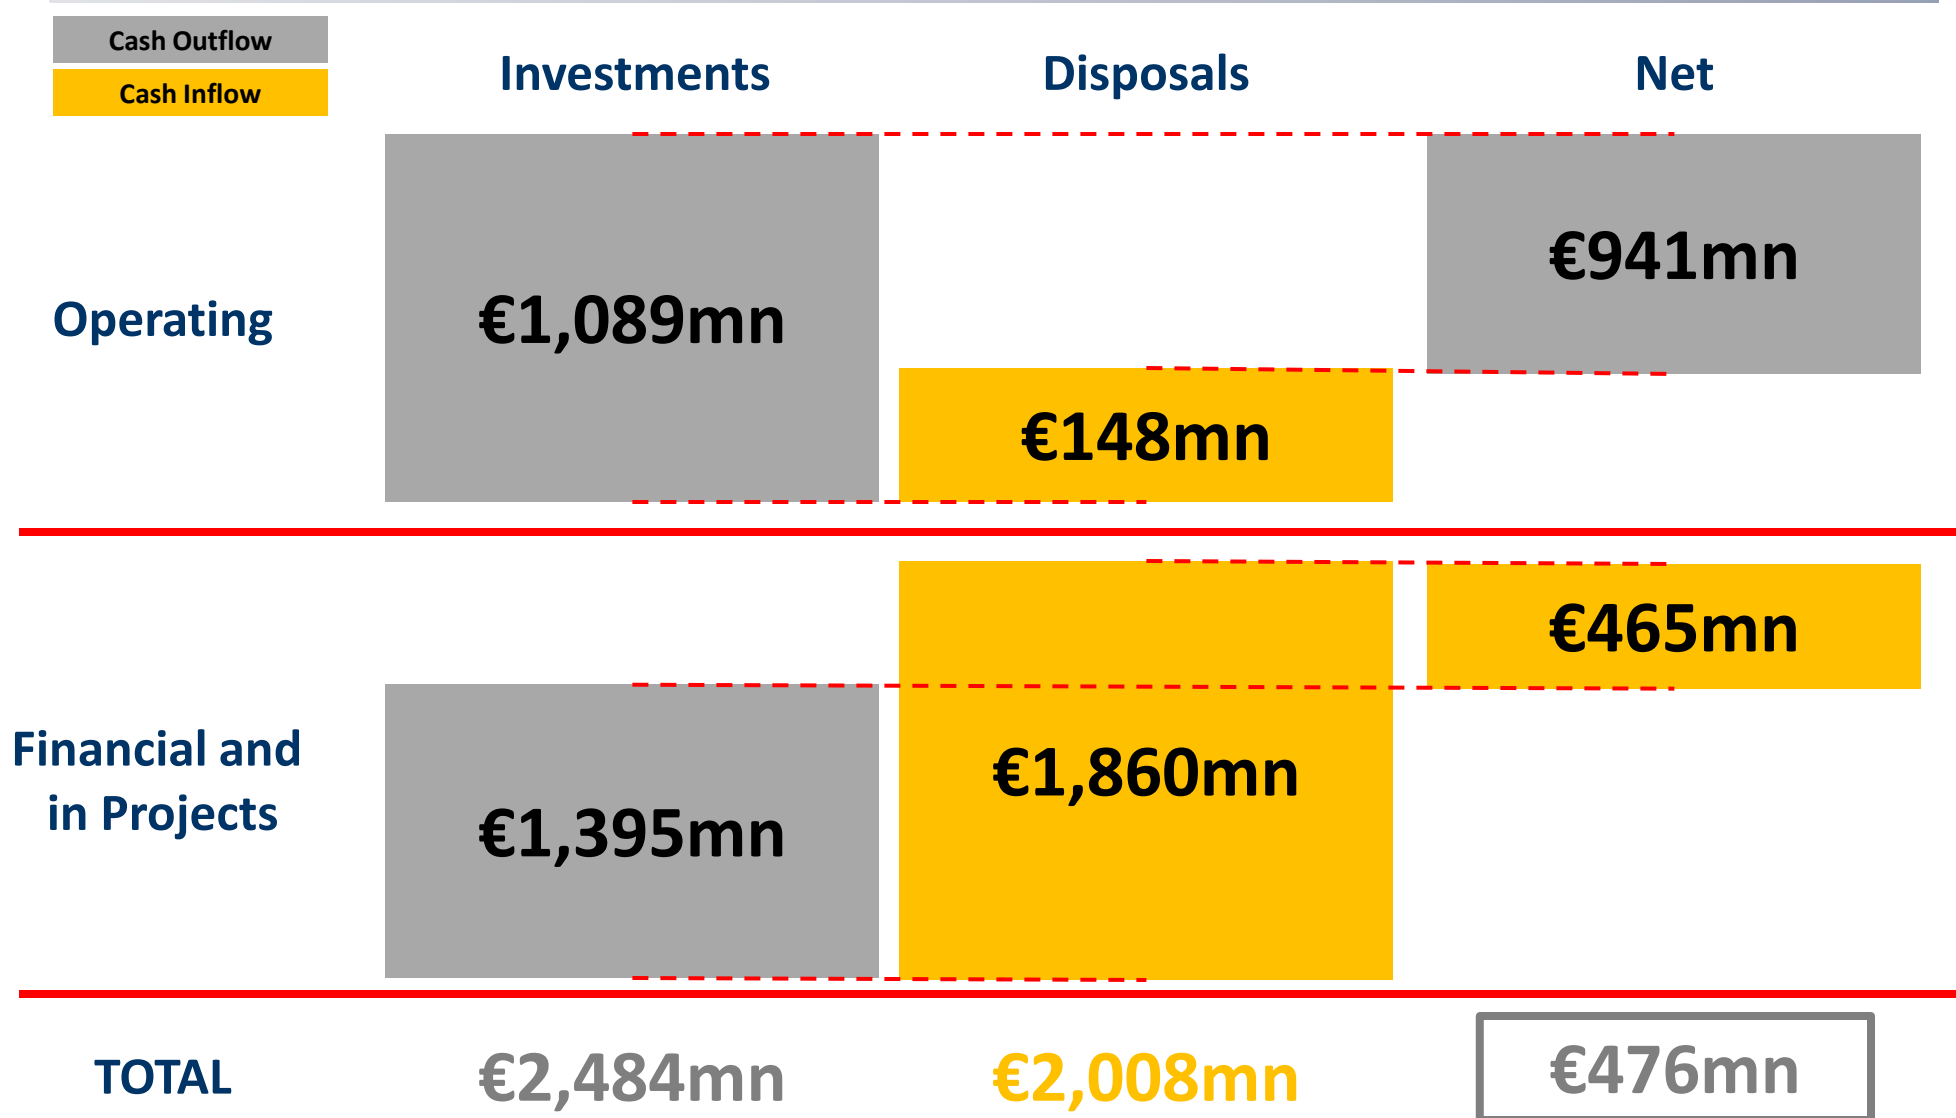 Cash Outflow
Cash Inflow
Investments
Disposals
Net
Operating
€1,089mn
€148mn
€941mn
Financial and
in Projects
€1,395mn
€1,860mn
€465mn
TOTAL
€2,484mn
€2,008mn
€476mn